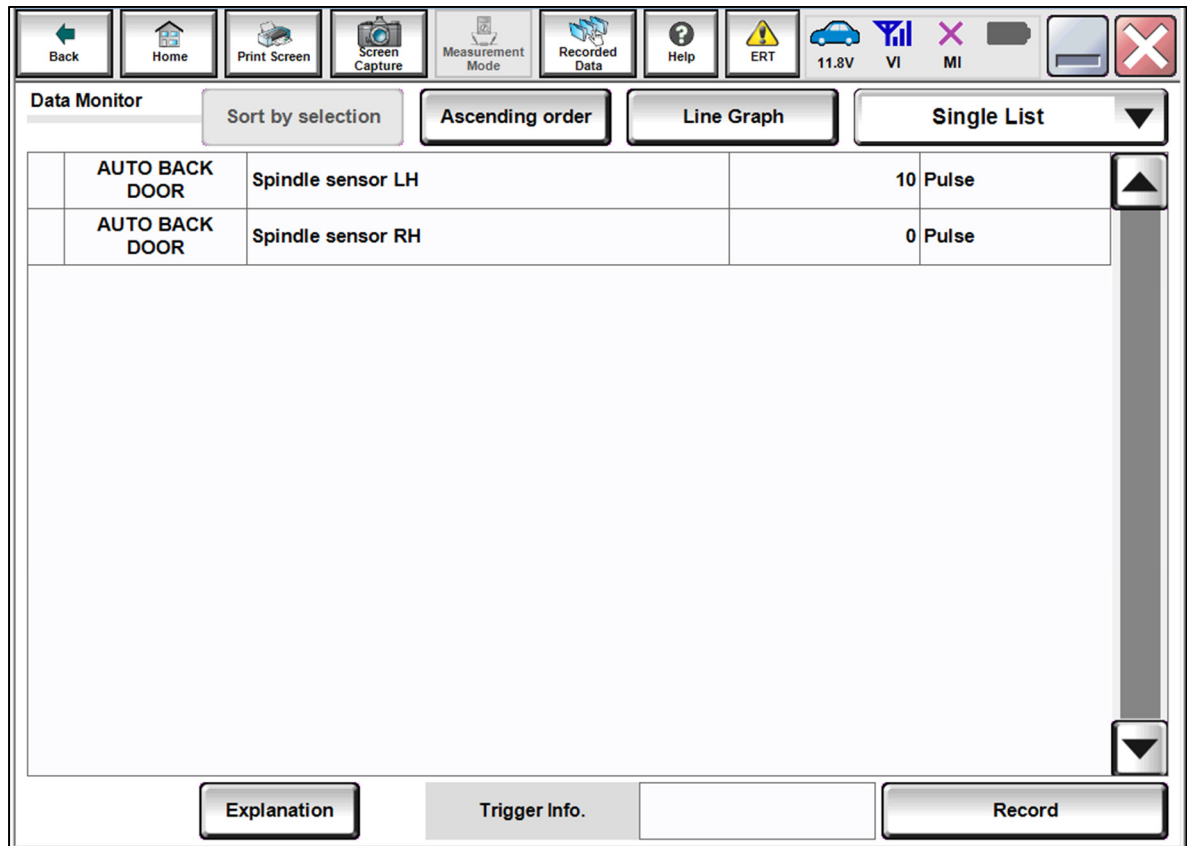 Back
Home
Print Screen
Screen
Capture
Measurement
Mode
Recorded
Data
Help
ERT
11.8V
VI
MI
Data Monitor
Sort by selection
Ascending order
Line Graph
Single List
AUTO BACK
DOOR
Spindle sensor LH
10
Pulse
AUTO BACK
DOOR
Spindle sensor RH
0
Pulse
Explanation
Trigger Info.
Record